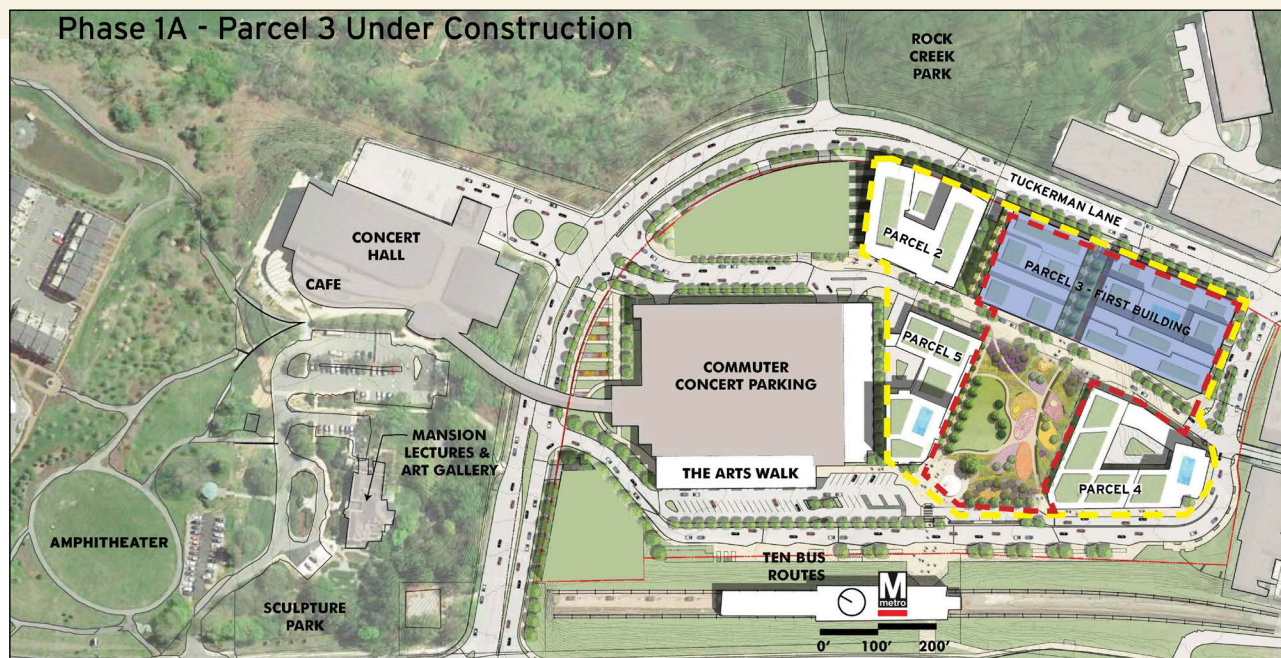 Phase 1A - Parcel 3 Under Construction
ROCK
CREEK
PARK
TUCKERMAN LANE
PARCEL 2
PARCEL 3 - FIRST BUILDING
CONCERT
HALL
CAFE
PARCEL 5
COMMUTER
CONCERT PARKING
MANSION
LECTURES &
ART GALLERY
THE ARTS WALK
PARCEL 4
AMPHITHEATER
TEN BUS
ROUTES
SCULPTURE
PARK
M
metro
0' 100' 200'